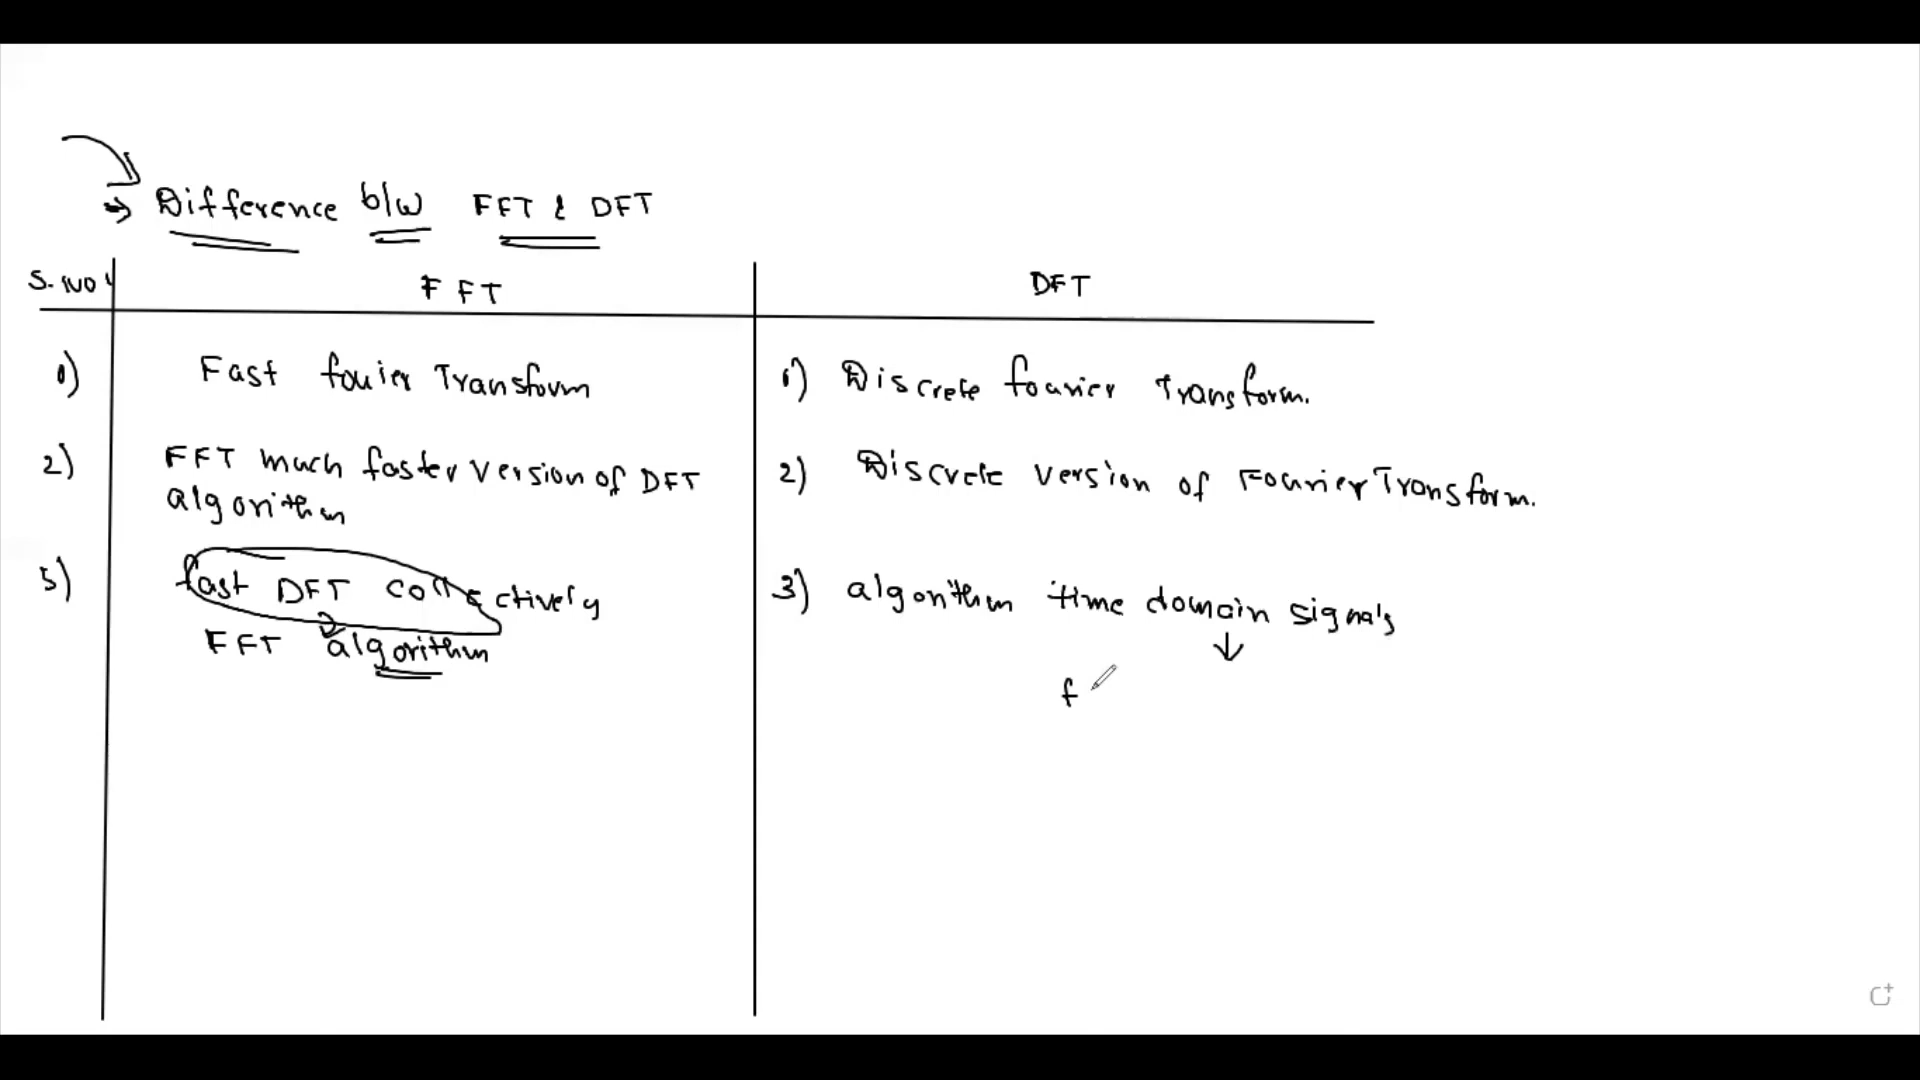 → Difference b/w FFT & DFT
S.NO FFT DFT
1) Fast fouier Transform 1) Discrete fourier Transform.
2) FFT much faster version of DFT 2) Discrete version of Fourier Transform.
algorithm
3) fast DFT collectively 3) algorithm time domain signals
FFT algorithm ↓
f